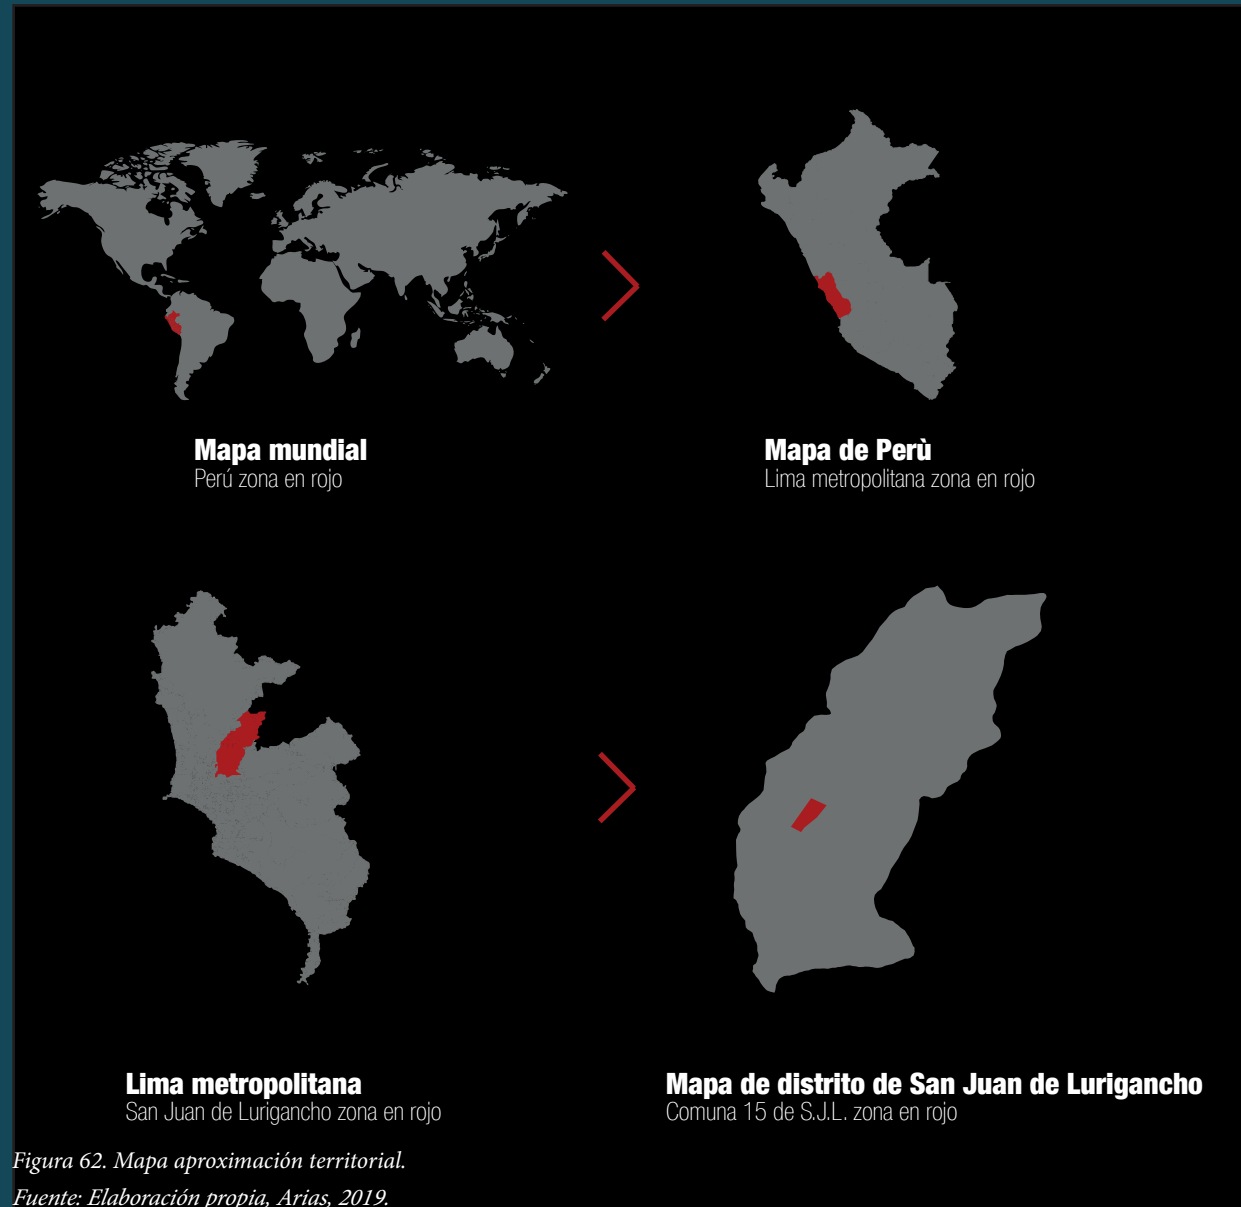 Mapa mundial
Perú zona en rojo
Mapa de Perù
Lima metropolitana zona en rojo
Lima metropolitana
San Juan de Lurigancho zona en rojo
Mapa de distrito de San Juan de Lurigancho
Comuna 15 de S.J.L. zona en rojo
Figura 62. Mapa aproximación territorial.
Fuente: Elaboración propia, Arias, 2019.